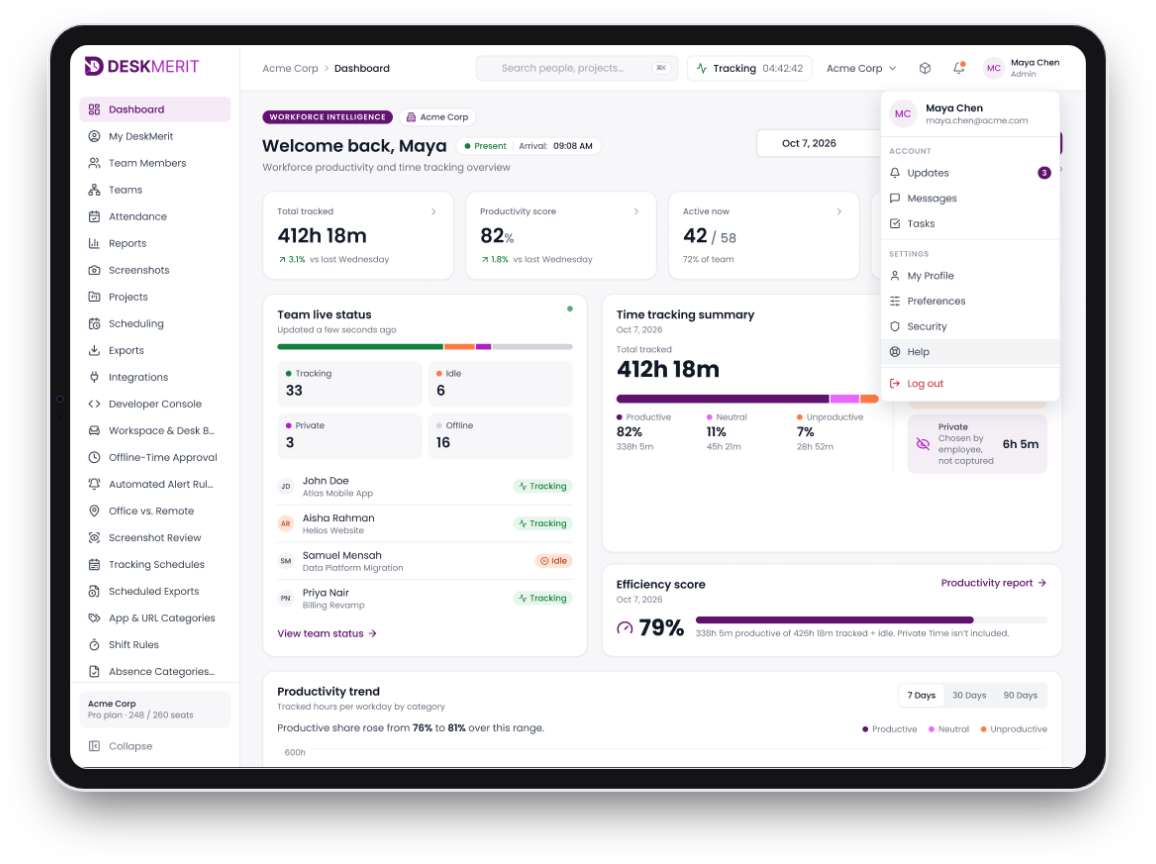 DESKMERIT
Acme Corp > Dashboard
Search people, projects... ⌘K
Tracking 04:42:42
Acme Corp
MC
Maya Chen
Admin
Dashboard
My DeskMerit
Team Members
Teams
Attendance
Reports
Screenshots
Projects
Scheduling
Exports
Integrations
Developer Console
Workspace & Desk B...
Offline-Time Approval
Automated Alert Rul...
Office vs. Remote
Screenshot Review
Tracking Schedules
Scheduled Exports
App & URL Categories
Shift Rules
Absence Categories...
Acme Corp
Pro plan · 248 / 260 seats
Collapse
WORKFORCE INTELLIGENCE
Acme Corp
Welcome back, Maya
Present
Arrival: 09:08 AM
Workforce productivity and time tracking overview
Oct 7, 2026
Total tracked
412h 18m
3.1% vs last Wednesday
Productivity score
82%
1.8% vs last Wednesday
Active now
42 / 58
72% of team
MC
Maya Chen
maya.chen@acme.com
ACCOUNT
Updates 3
Messages
Tasks
SETTINGS
My Profile
Preferences
Security
Help
Log out
Team live status
Updated a few seconds ago
Tracking
33
Idle
6
Private
3
Offline
16
JD
John Doe
Atlas Mobile App
Tracking
AR
Aisha Rahman
Helios Website
Tracking
SM
Samuel Mensah
Data Platform Migration
Idle
PN
Priya Nair
Billing Revamp
Tracking
View team status →
Time tracking summary
Oct 7, 2026
Total tracked
412h 18m
Productive
82%
338h 5m
Neutral
11%
45h 21m
Unproductive
7%
28h 52m
Private
Chosen by
employee,
not captured
6h 5m
Efficiency score
Oct 7, 2026
Productivity report →
79%
338h 5m productive of 426h 18m tracked + idle. Private Time isn't included.
Productivity trend
Tracked hours per workday by category
7 Days
30 Days
90 Days
Productive share rose from 76% to 81% over this range.
Productive
Neutral
Unproductive
600h